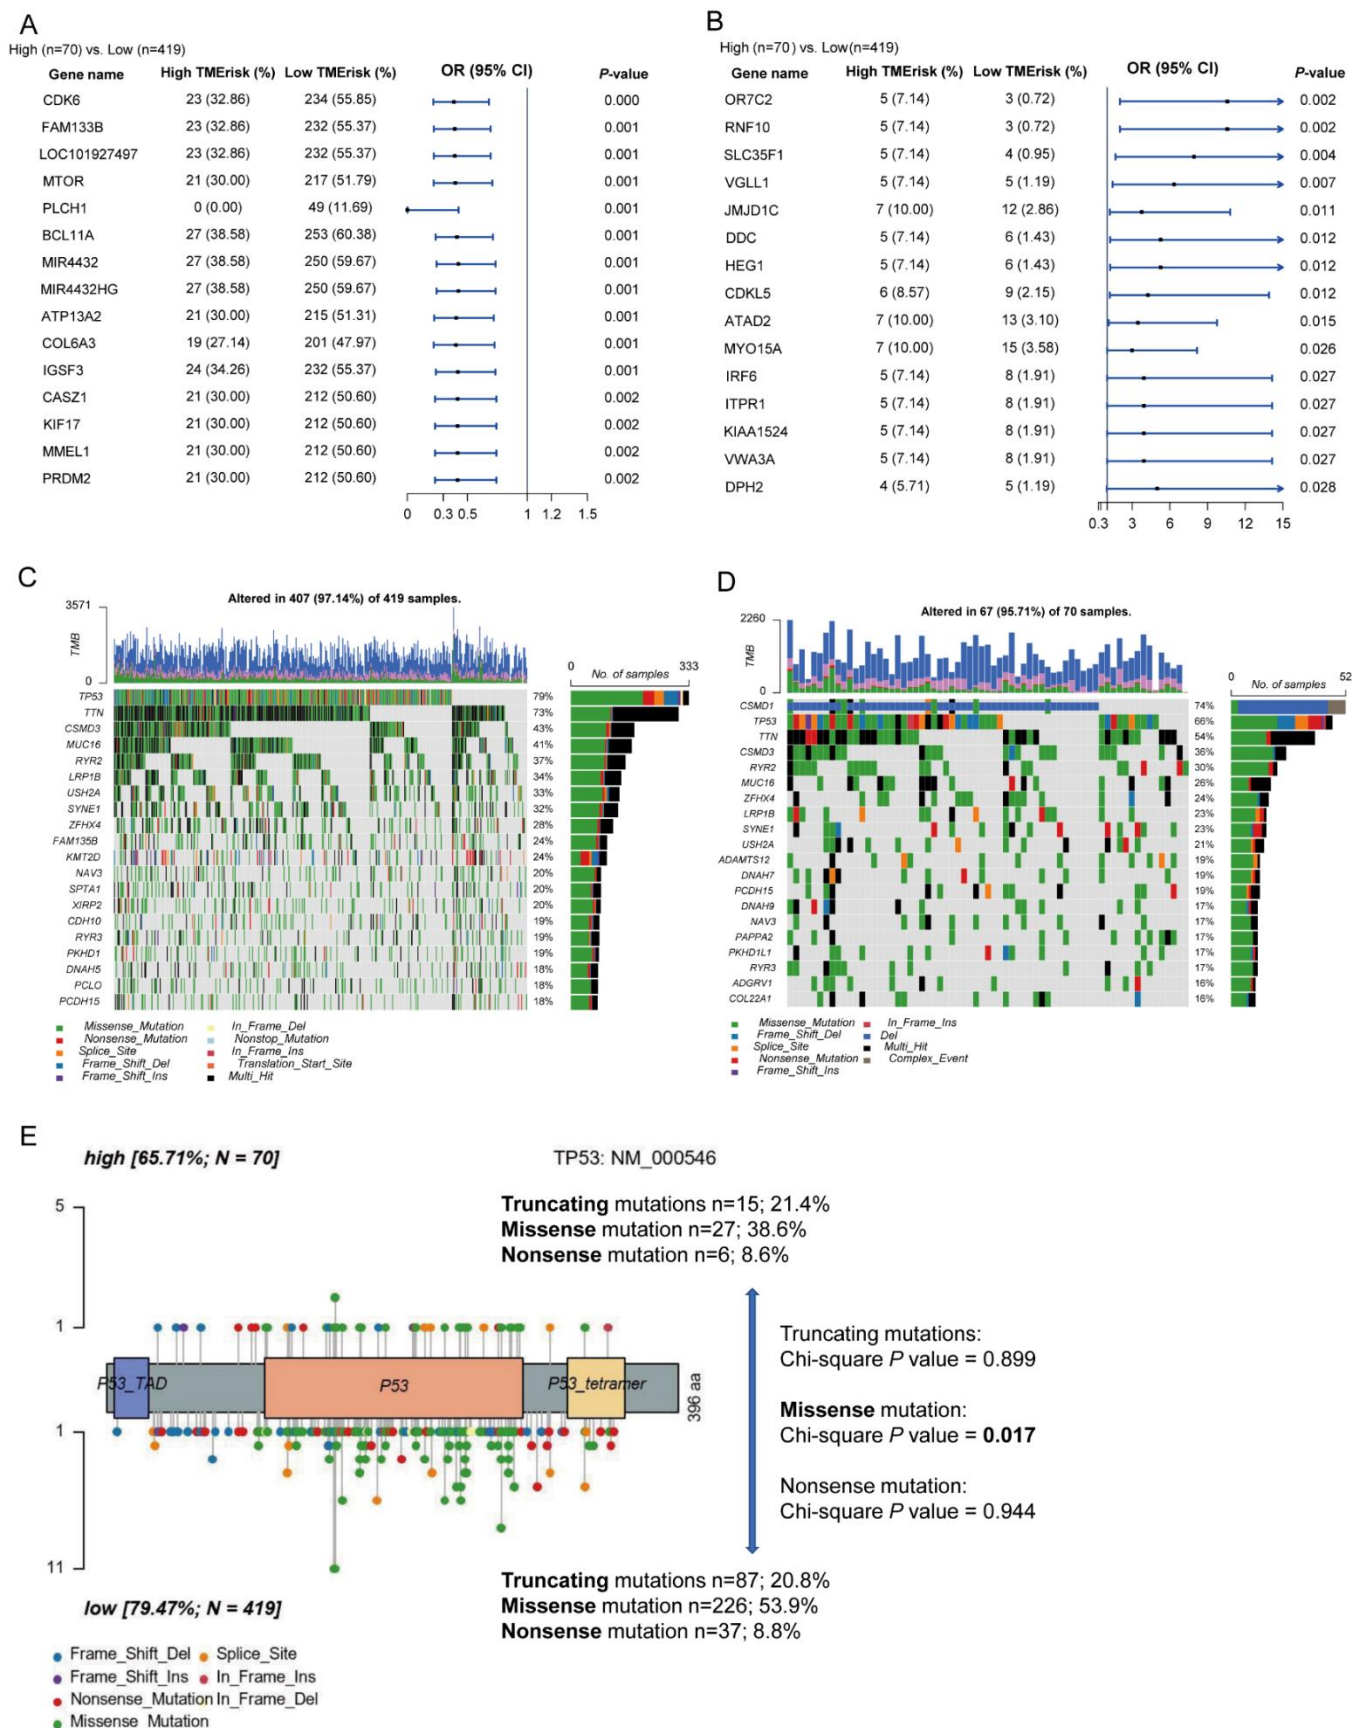 A
High (n=70) vs. Low (n=419)
Gene name High TMErisk (%) Low TMErisk (%) OR (95% CI) P-value
CDK6 23 (32.86) 234 (55.85) 0.000
FAM133B 23 (32.86) 232 (55.37) 0.001
LOC101927497 23 (32.86) 232 (55.37) 0.001
MTOR 21 (30.00) 217 (51.79) 0.001
PLCH1 0 (0.00) 49 (11.69) 0.001
BCL11A 27 (38.58) 253 (60.38) 0.001
MIR4432 27 (38.58) 250 (59.67) 0.001
MIR4432HG 27 (38.58) 250 (59.67) 0.001
ATP13A2 21 (30.00) 215 (51.31) 0.001
COL6A3 19 (27.14) 201 (47.97) 0.001
IGSF3 24 (34.26) 232 (55.37) 0.001
CASZ1 21 (30.00) 212 (50.60) 0.002
KIF17 21 (30.00) 212 (50.60) 0.002
MMEL1 21 (30.00) 212 (50.60) 0.002
PRDM2 21 (30.00) 212 (50.60) 0.002
0 0.3 0.5 1 1.2 1.5
B
High (n=70) vs. Low(n=419)
Gene name High TMErisk (%) Low TMErisk (%) OR (95% CI) P-value
OR7C2 5 (7.14) 3 (0.72) 0.002
RNF10 5 (7.14) 3 (0.72) 0.002
SLC35F1 5 (7.14) 4 (0.95) 0.004
VGLL1 5 (7.14) 5 (1.19) 0.007
JMJD1C 7 (10.00) 12 (2.86) 0.011
DDC 5 (7.14) 6 (1.43) 0.012
HEG1 5 (7.14) 6 (1.43) 0.012
CDKL5 6 (8.57) 9 (2.15) 0.012
ATAD2 7 (10.00) 13 (3.10) 0.015
MYO15A 7 (10.00) 15 (3.58) 0.026
IRF6 5 (7.14) 8 (1.91) 0.027
ITPR1 5 (7.14) 8 (1.91) 0.027
KIAA1524 5 (7.14) 8 (1.91) 0.027
VWA3A 5 (7.14) 8 (1.91) 0.027
DPH2 4 (5.71) 5 (1.19) 0.028
0.3 3 6 9 12 15
C
Altered in 407 (97.14%) of 419 samples.
3571
TMB
0
0 333
No. of samples
TP53 79%
TTN 73%
CSMD3 43%
MUC16 41%
RYR2 37%
LRP1B 34%
USH2A 33%
SYNE1 32%
ZFHX4 28%
FAM135B 24%
KMT2D 24%
NAV3 20%
SPTA1 20%
XIRP2 20%
CDH10 19%
RYR3 19%
PKHD1 19%
DNAH5 18%
PCLO 18%
PCDH15 18%
Missense_Mutation In_Frame_Del
Nonsense_Mutation Nonstop_Mutation
Splice_Site In_Frame_Ins
Frame_Shift_Del Translation_Start_Site
Frame_Shift_Ins Multi_Hit
D
Altered in 67 (95.71%) of 70 samples.
2260
TMB
0
0 52
No. of samples
CSMD1 74%
TP53 66%
TTN 54%
CSMD3 36%
RYR2 30%
MUC16 26%
ZFHX4 24%
LRP1B 23%
SYNE1 23%
USH2A 21%
ADAMTS12 19%
DNAH7 19%
PCDH15 19%
DNAH9 17%
NAV3 17%
PAPPA2 17%
PKHD1L1 17%
RYR3 17%
ADGRV1 16%
COL22A1 16%
Missense_Mutation In_Frame_Ins
Frame_Shift_Del Del
Splice_Site Multi_Hit
Nonsense_Mutation Complex_Event
Frame_Shift_Ins
E
high [65.71%; N = 70] TP53: NM_000546
5
Truncating mutations n=15; 21.4%
Missense mutation n=27; 38.6%
Nonsense mutation n=6; 8.6%
1
P53_TAD P53 P53_tetramer
396 aa
1
11
Truncating mutations:
Chi-square P value = 0.899
Missense mutation:
Chi-square P value = 0.017
Nonsense mutation:
Chi-square P value = 0.944
Truncating mutations n=87; 20.8%
Missense mutation n=226; 53.9%
Nonsense mutation n=37; 8.8%
low [79.47%; N = 419]
Frame_Shift_Del Splice_Site
Frame_Shift_Ins In_Frame_Ins
Nonsense_Mutation In_Frame_Del
Missense_Mutation